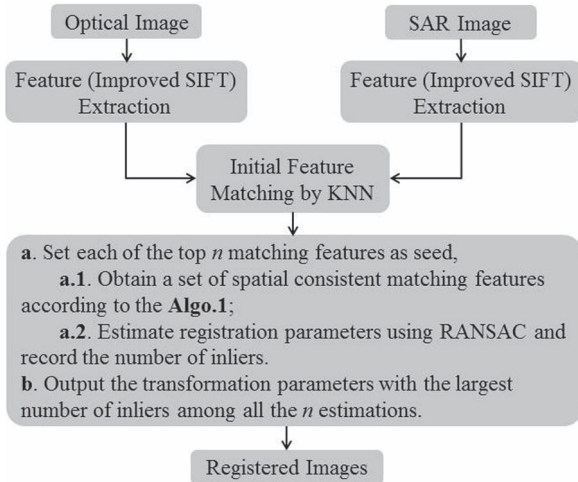 Optical Image
SAR Image
Feature (Improved SIFT)
Extraction
Feature (Improved SIFT)
Extraction
Initial Feature
Matching by KNN
a. Set each of the top n matching features as seed,
a.1. Obtain a set of spatial consistent matching features
according to the Algo.1;
a.2. Estimate registration parameters using RANSAC and
record the number of inliers.
b. Output the transformation parameters with the largest
number of inliers among all the n estimations.
Registered Images